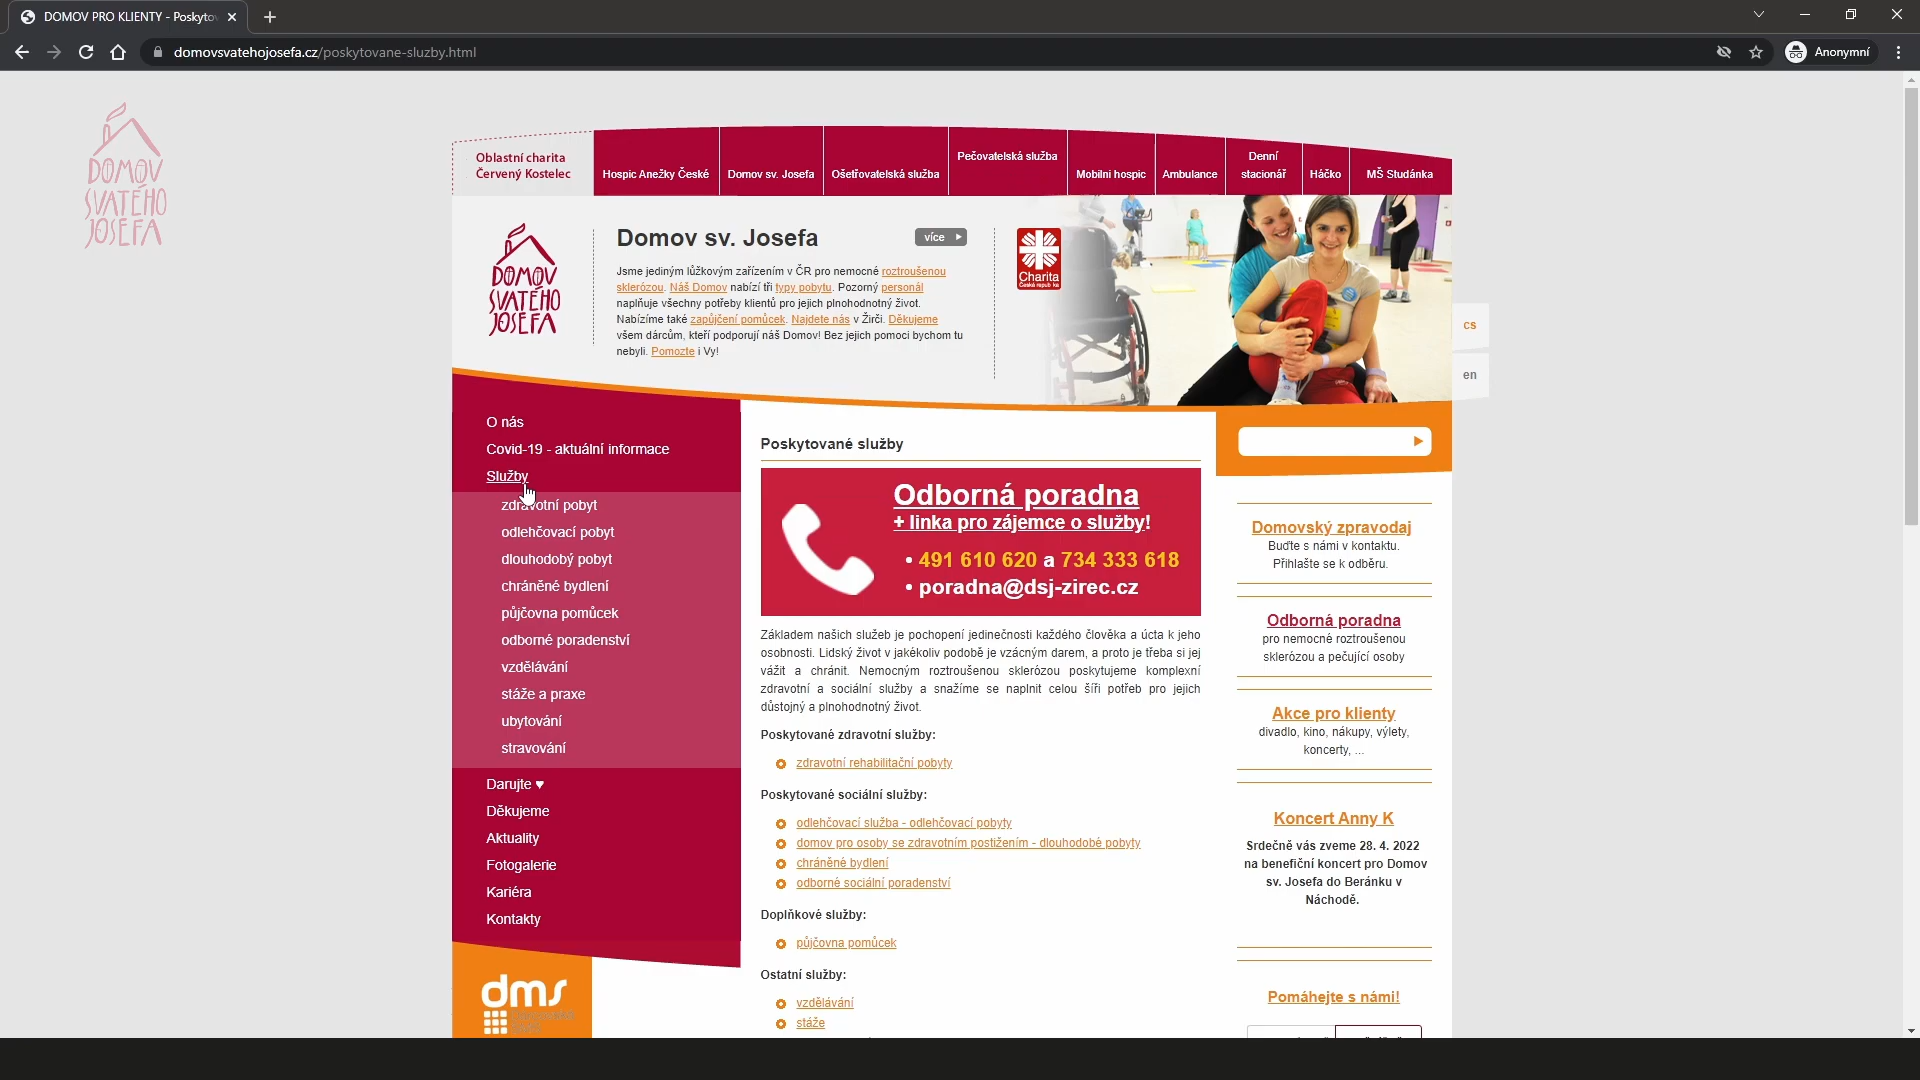 DOMOV PRO KLIENTY - Poskyto
domovsvatehojosefa.cz/poskytovane-sluzby.html
Anonymní
DOMOV
SVATÉHO
JOSEFA
Oblastní charita
Červený Kostelec
Hospic Anežky České
Domov sv. Josefa
Ošetřovatelská služba
Pečovatelská služba
Mobilní hospic
Ambulance
Denní
stacionář
Háčko
MŠ Studánka
DOMOV
SVATÉHO
JOSEFA
Domov sv. Josefa
více
Jsme jediným lůžkovým zařízením v ČR pro nemocné roztroušenou
sklerózou. Náš Domov nabízí tři typy pobytu. Pozorný personál
naplňuje všechny potřeby klientů pro jejich plnohodnotný život.
Nabízíme také zapůjčení pomůcek. Najdete nás v Žirči. Děkujeme
všem dárcům, kteří podporují náš Domov! Bez jejich pomoci bychom tu
nebyli. Pomozte i Vy!
Charita
Česká republika
cs
en
O nás
Covid-19 - aktuální informace
Služby
zdravotní pobyt
odlehčovací pobyt
dlouhodobý pobyt
chráněné bydlení
půjčovna pomůcek
odborné poradenství
vzdělávání
stáže a praxe
ubytování
stravování
Darujte ♥
Děkujeme
Aktuality
Fotogalerie
Kariéra
Kontakty
dms
Poskytované služby
Odborná poradna
+ linka pro zájemce o služby!
• 491 610 620 a 734 333 618
• poradna@dsj-zirec.cz
Základem našich služeb je pochopení jedinečnosti každého člověka a úcta k jeho
osobnosti. Lidský život v jakékoliv podobě je vzácným darem, a proto je třeba si jej
vážit a chránit. Nemocným roztroušenou sklerózou poskytujeme komplexní
zdravotní a sociální služby a snažíme se naplnit celou šíři potřeb pro jejich
důstojný a plnohodnotný život.
Poskytované zdravotní služby:
zdravotní rehabilitační pobyty
Poskytované sociální služby:
odlehčovací služba - odlehčovací pobyty
domov pro osoby se zdravotním postižením - dlouhodobé pobyty
chráněné bydlení
odborné sociální poradenství
Doplňkové služby:
půjčovna pomůcek
Ostatní služby:
vzdělávání
stáže
Domovský zpravodaj
Buďte s námi v kontaktu.
Přihlašte se k odběru.
Odborná poradna
pro nemocné roztroušenou
sklerózou a pečující osoby
Akce pro klienty
divadlo, kino, nákupy, výlety,
koncerty, ...
Koncert Anny K
Srdečně vás zveme 28. 4. 2022
na benefiční koncert pro Domov
sv. Josefa do Beránku v
Náchodě.
Pomáhejte s námi!